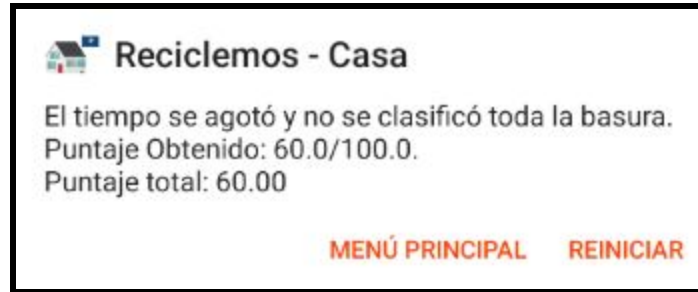 Reciclemos - Casa
El tiempo se agotó y no se clasificó toda la basura.
Puntaje Obtenido: 60.0/100.0.
Puntaje total: 60.00
MENÚ PRINCIPAL REINICIAR